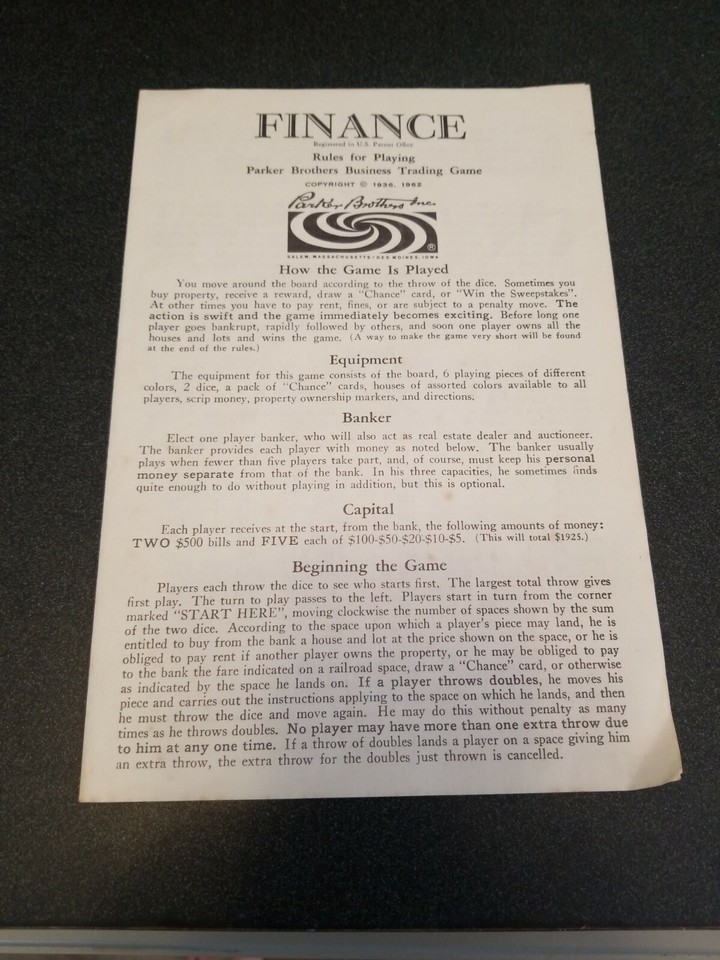 FINANCE
Registered in U.S. Patent Office
Rules for Playing
Parker Brothers Business Trading Game
COPYRIGHT © 1936, 1962
Parker Brothers Inc.
®
SALEM, MASSACHUSETTS / DES MOINES, IOWA
How the Game Is Played
You move around the board according to the throw of the dice. Sometimes you
buy property, receive a reward, draw a "Chance" card, or "Win the Sweepstakes".
At other times you have to pay rent, fines, or are subject to a penalty move. The
action is swift and the game immediately becomes exciting. Before long one
player goes bankrupt, rapidly followed by others, and soon one player owns all the
houses and lots and wins the game. (A way to make the game very short will be found
at the end of the rules.)
Equipment
The equipment for this game consists of the board, 6 playing pieces of different
colors, 2 dice, a pack of "Chance" cards, houses of assorted colors available to all
players, scrip money, property ownership markers, and directions.
Banker
Elect one player banker, who will also act as real estate dealer and auctioneer.
The banker provides each player with money as noted below. The banker usually
plays when fewer than five players take part, and, of course, must keep his personal
money separate from that of the bank. In his three capacities, he sometimes finds
quite enough to do without playing in addition, but this is optional.
Capital
Each player receives at the start, from the bank, the following amounts of money:
TWO $500 bills and FIVE each of $100-$50-$20-$10-$5. (This will total $1925.)
Beginning the Game
Players each throw the dice to see who starts first. The largest total throw gives
first play. The turn to play passes to the left. Players start in turn from the corner
marked "START HERE", moving clockwise the number of spaces shown by the sum
of the two dice. According to the space upon which a player's piece may land, he is
entitled to buy from the bank a house and lot at the price shown on the space, or he is
obliged to pay rent if another player owns the property, or he may be obliged to pay
to the bank the fare indicated on a railroad space, draw a "Chance" card, or otherwise
as indicated by the space he lands on. If a player throws doubles, he moves his
piece and carries out the instructions applying to the space on which he lands, and then
he must throw the dice and move again. He may do this without penalty as many
times as he throws doubles. No player may have more than one extra throw due
to him at any one time. If a throw of doubles lands a player on a space giving him
an extra throw, the extra throw for the doubles just thrown is cancelled.